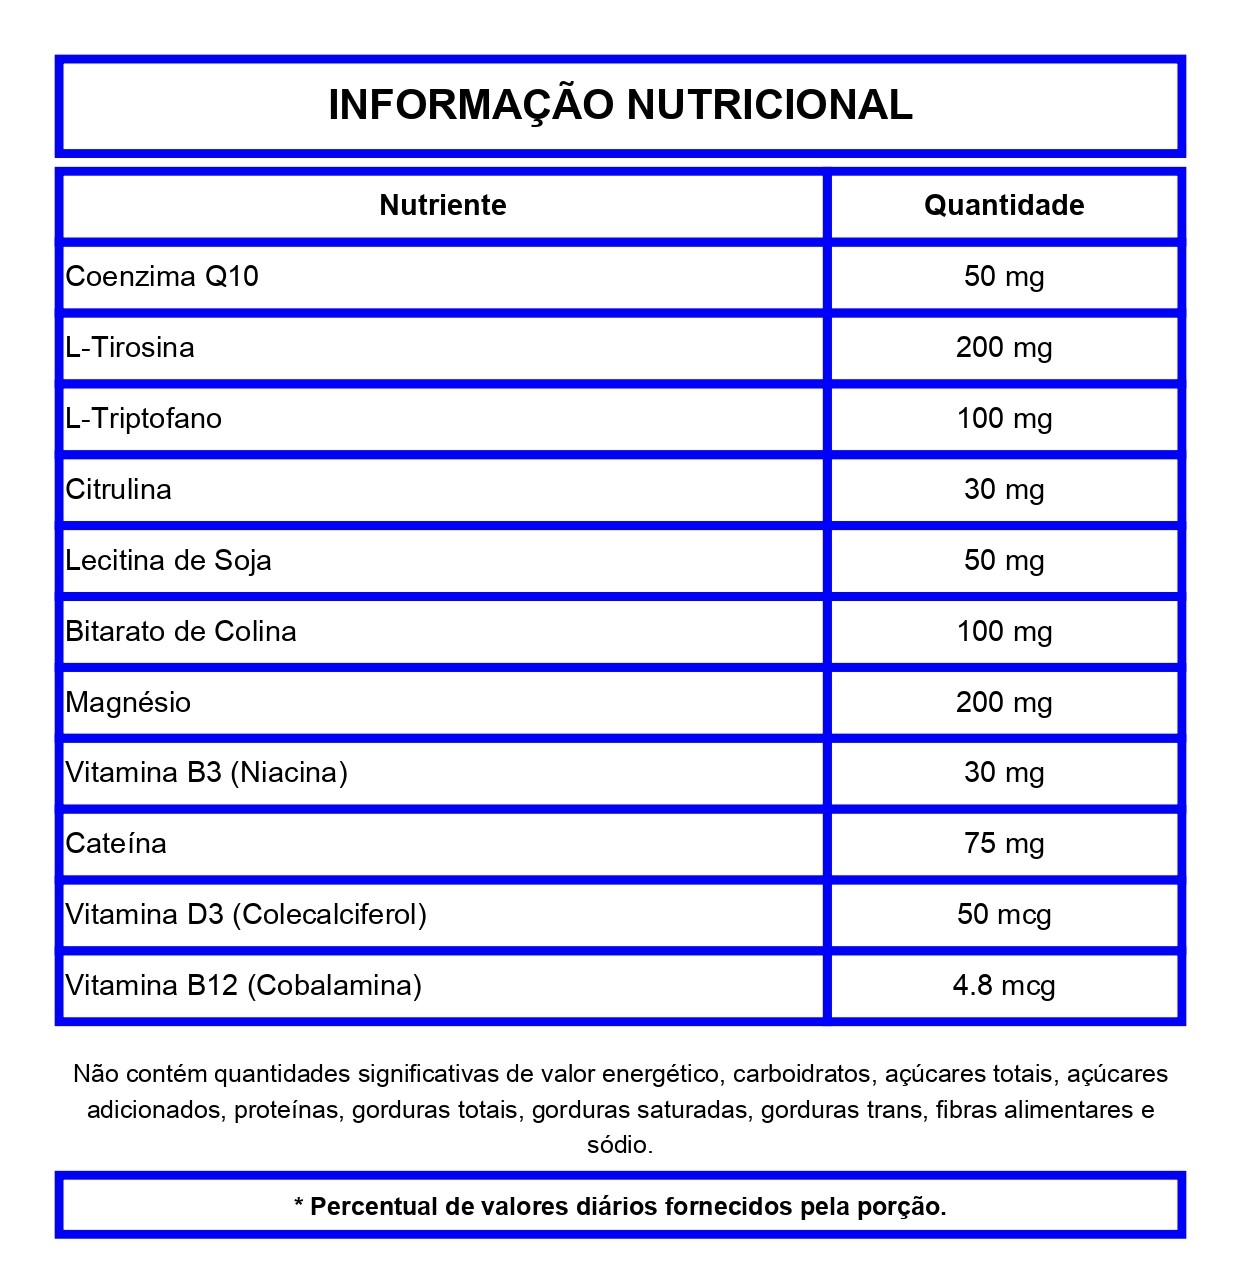 INFORMAÇÃO NUTRICIONAL
Nutriente Quantidade
Coenzima Q10 50 mg
L-Tirosina 200 mg
L-Triptofano 100 mg
Citrulina 30 mg
Lecitina de Soja 50 mg
Bitarato de Colina 100 mg
Magnésio 200 mg
Vitamina B3 (Niacina) 30 mg
Cateína 75 mg
Vitamina D3 (Colecalciferol) 50 mcg
Vitamina B12 (Cobalamina) 4.8 mcg
Não contém quantidades significativas de valor energético, carboidratos, açúcares totais, açúcares
adicionados, proteínas, gorduras totais, gorduras saturadas, gorduras trans, fibras alimentares e
sódio.
* Percentual de valores diários fornecidos pela porção.